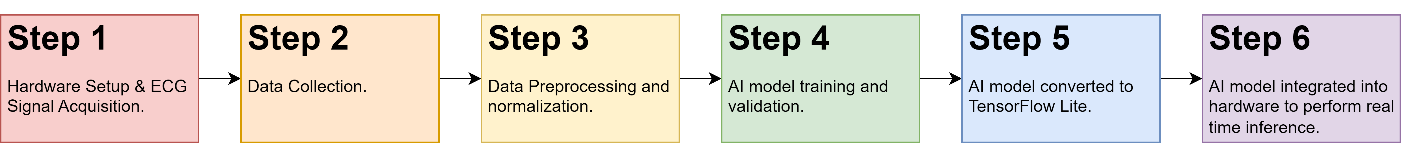 Step 1
Hardware Setup & ECG
Signal Acquisition.
Step 2
Data Collection.
Step 3
Data Preprocessing and
normalization.
Step 4
AI model training and
validation.
Step 5
AI model converted to
TensorFlow Lite.
Step 6
AI model integrated into
hardware to perform real
time inference.